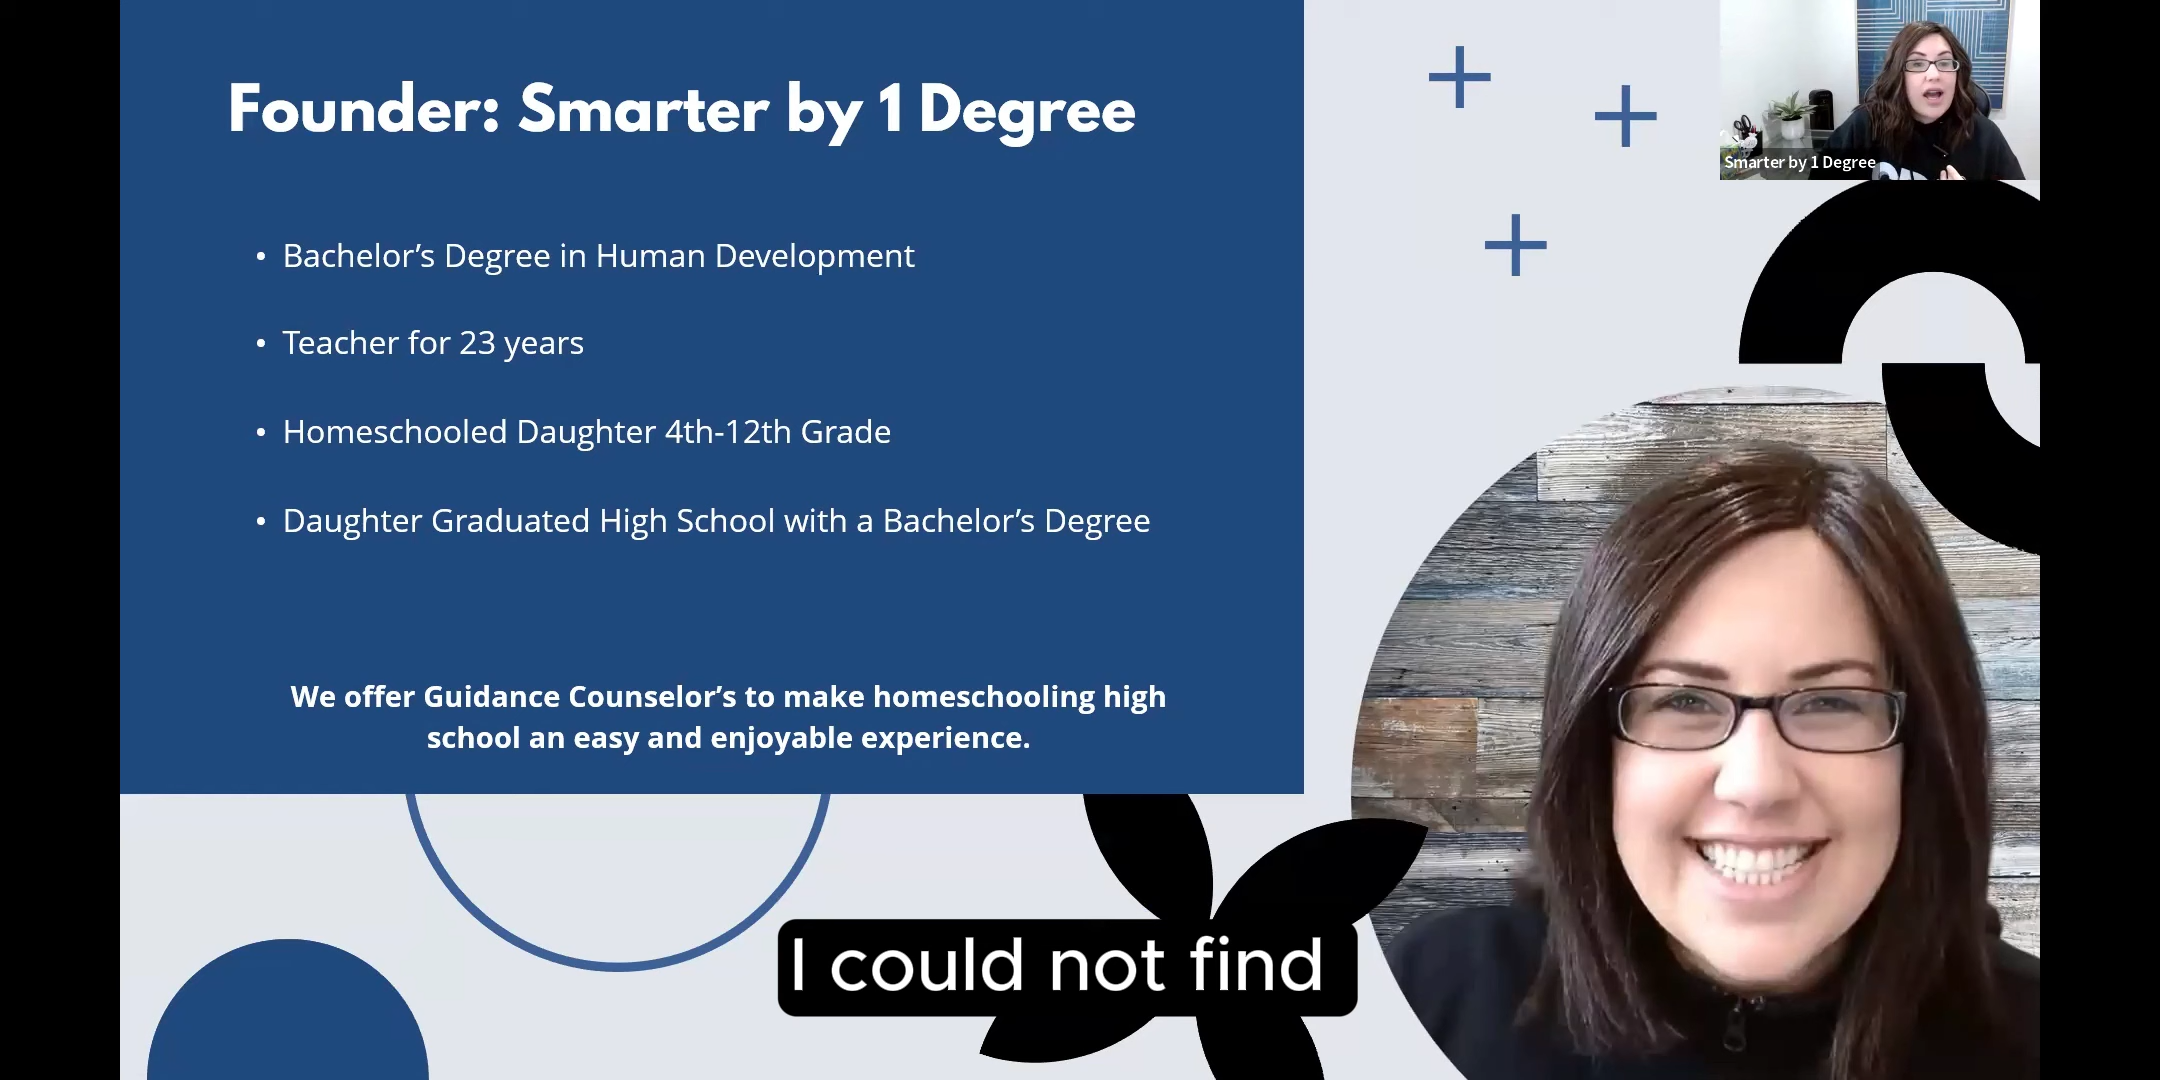 Founder: Smarter by 1 Degree
Smarter by 1 Degree
• Bachelor’s Degree in Human Development
• Teacher for 23 years
• Homeschooled Daughter 4th-12th Grade
• Daughter Graduated High School with a Bachelor’s Degree
We offer Guidance Counselor’s to make homeschooling high
school an easy and enjoyable experience.
I could not find